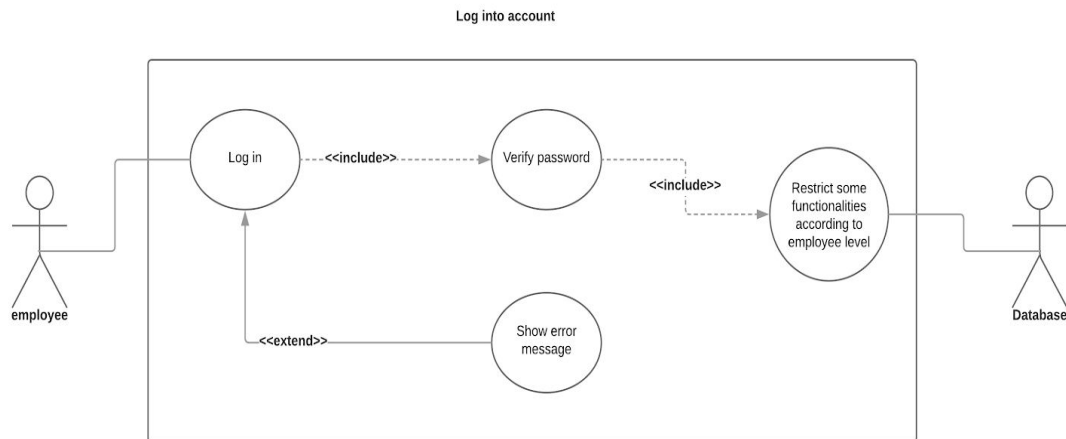 Log into account
Log in
<<include>>
Verify password
<<include>>
Restrict some
functionalities
according to
employee level
employee
Database
Show error
message
<<extend>>